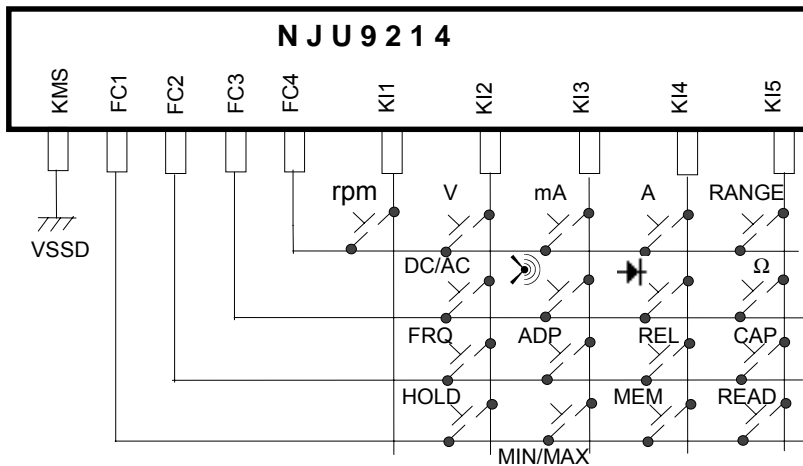 NJU9214
KMS FC1 FC2 FC3 FC4 KI1 KI2 KI3 KI4 KI5
rpm V mA A RANGE
VSSD
DC/AC Ω
FRQ ADP REL CAP
HOLD MEM READ
MIN/MAX